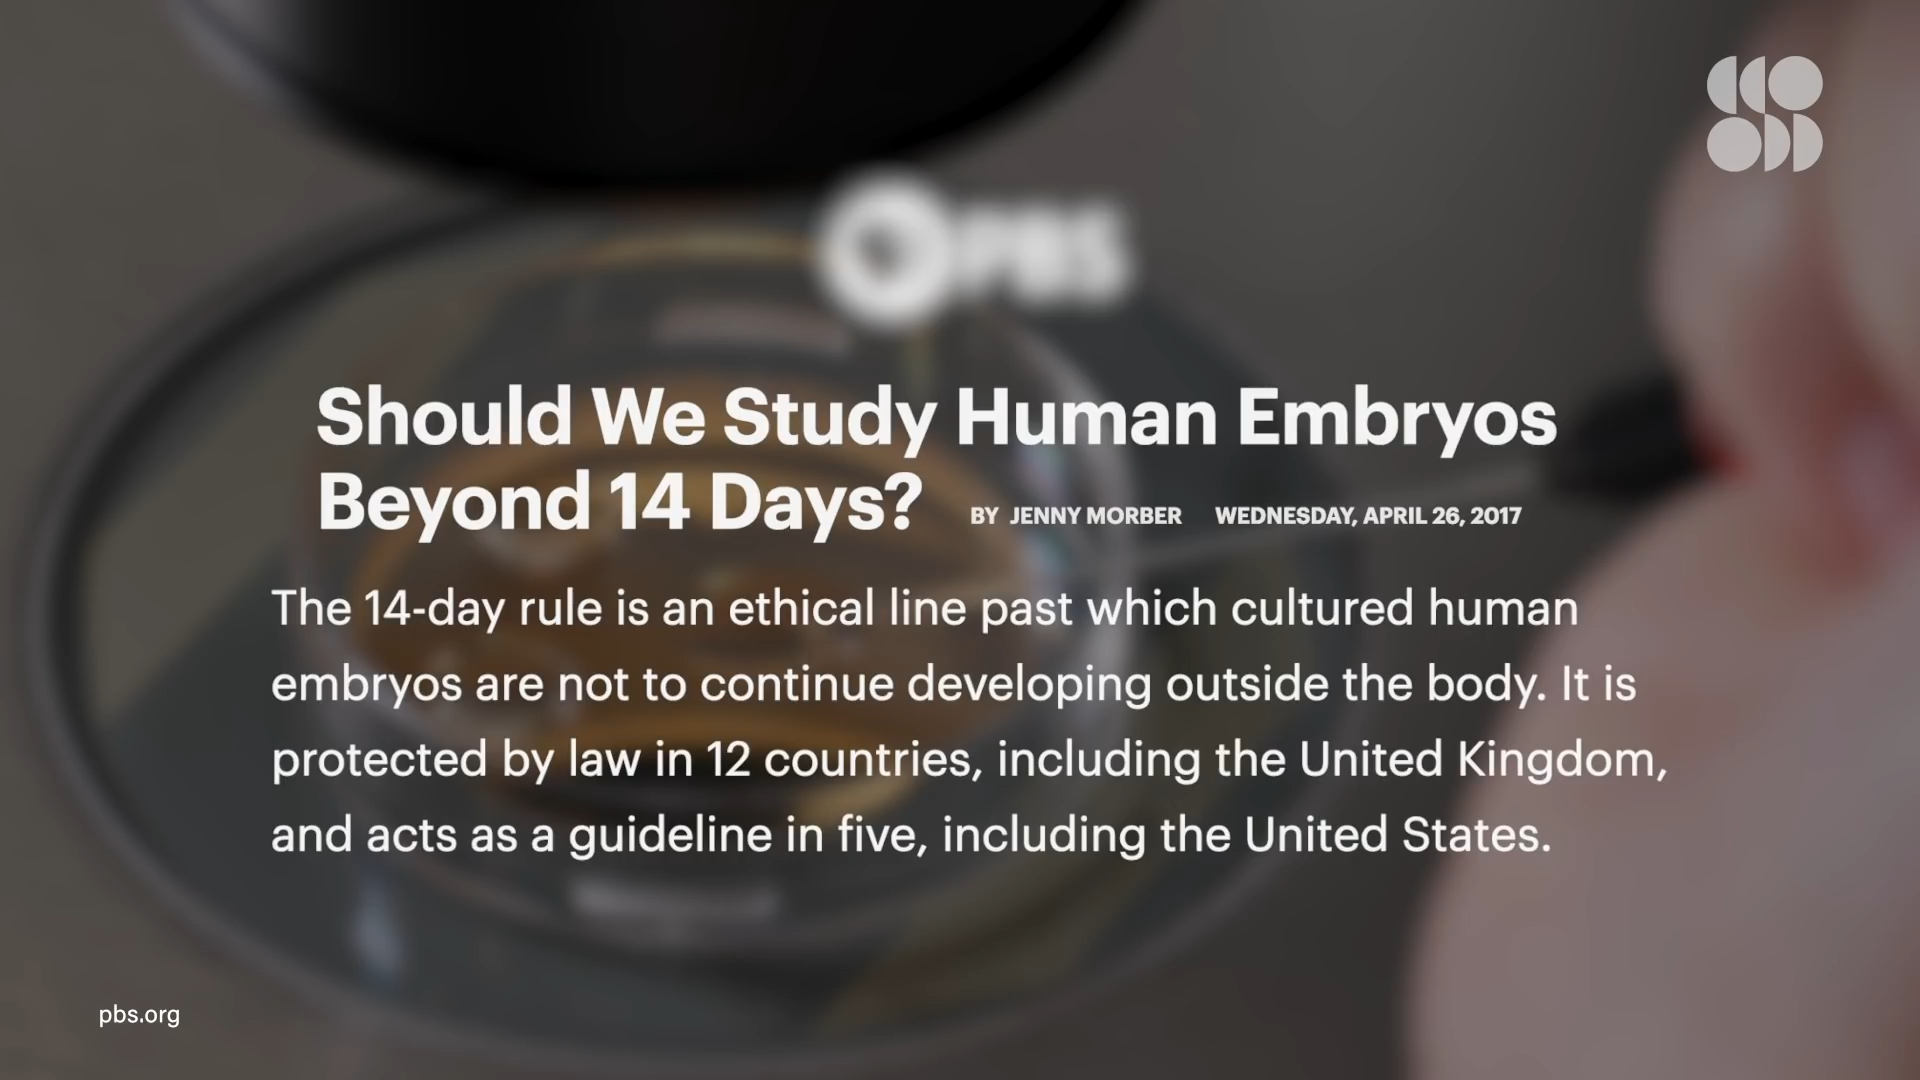 PBS
Should We Study Human Embryos
Beyond 14 Days? BY JENNY MORBER WEDNESDAY, APRIL 26, 2017
The 14-day rule is an ethical line past which cultured human
embryos are not to continue developing outside the body. It is
protected by law in 12 countries, including the United Kingdom,
and acts as a guideline in five, including the United States.
pbs.org